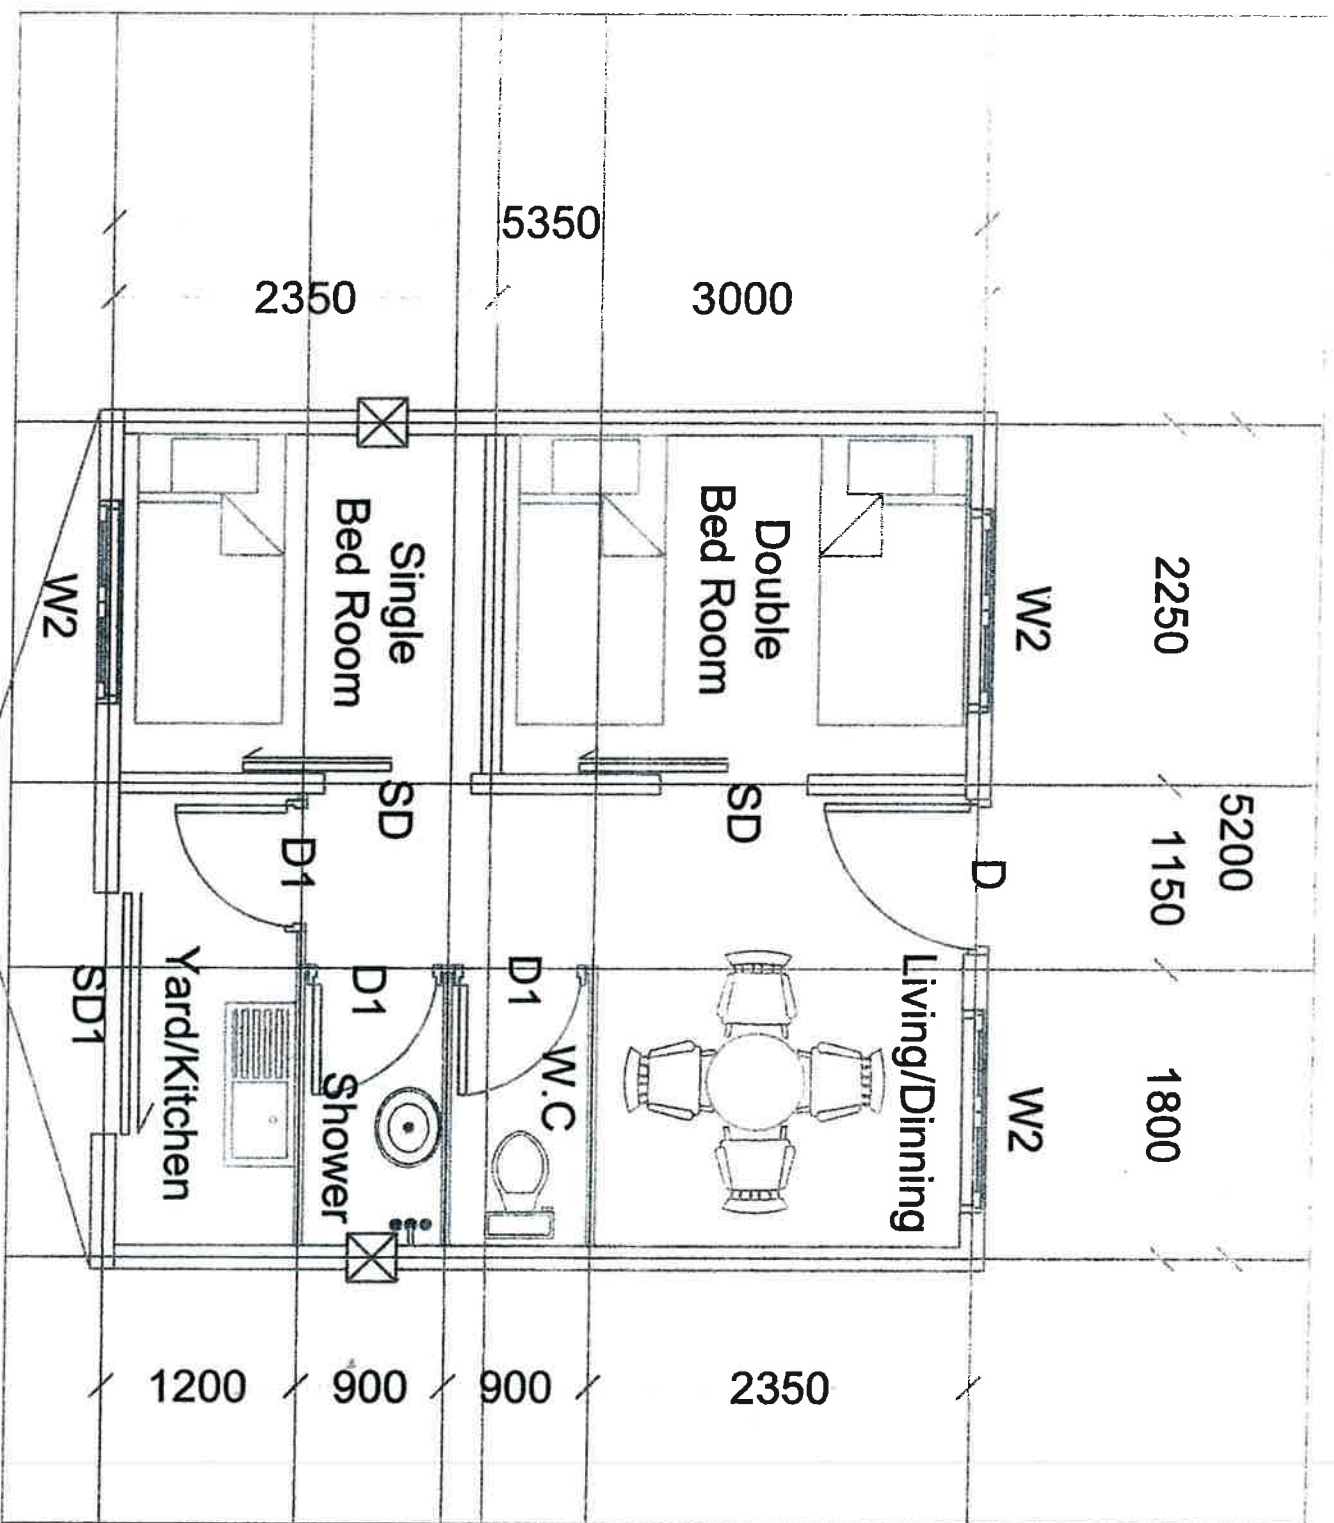 5350
2350
3000
2250
5200
1150
1800
W2
W2
W2
Single
Bed Room
Double
Bed Room
SD
SD
D
D1
D1
D1
SD1
Yard/Kitchen
Shower
W.C
Living/Dinning
1200
900
900
2350